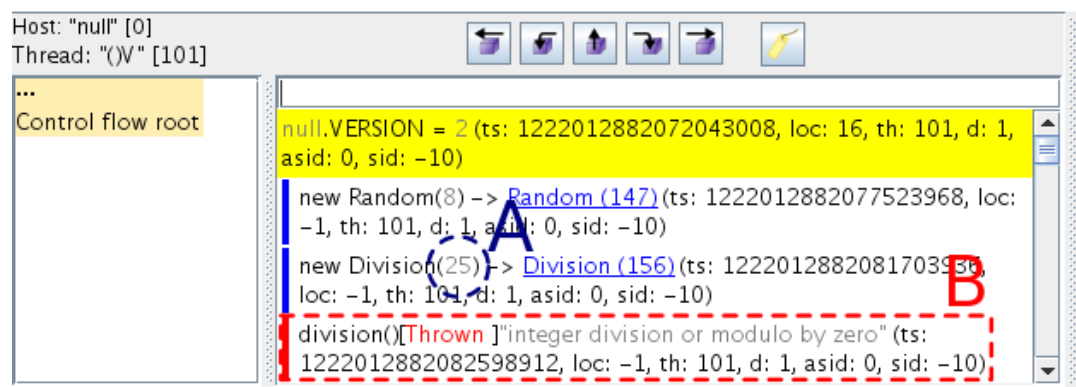 Host: "null" [0]
Thread: "()V" [101]
...
Control flow root
null.VERSION = 2 (ts: 1222012882072043008, loc: 16, th: 101, d: 1,
asid: 0, sid: −10)
new Random(8) −> Random (147) (ts: 1222012882077523968, loc:
−1, th: 101, d: 1, asid: 0, sid: −10)
A
new Division(25) −> Division (156) (ts: 1222012882081703936,
loc: −1, th: 101, d: 1, asid: 0, sid: −10)
B
division()[Thrown ]"integer division or modulo by zero" (ts:
1222012882082598912, loc: −1, th: 101, d: 1, asid: 0, sid: −10)